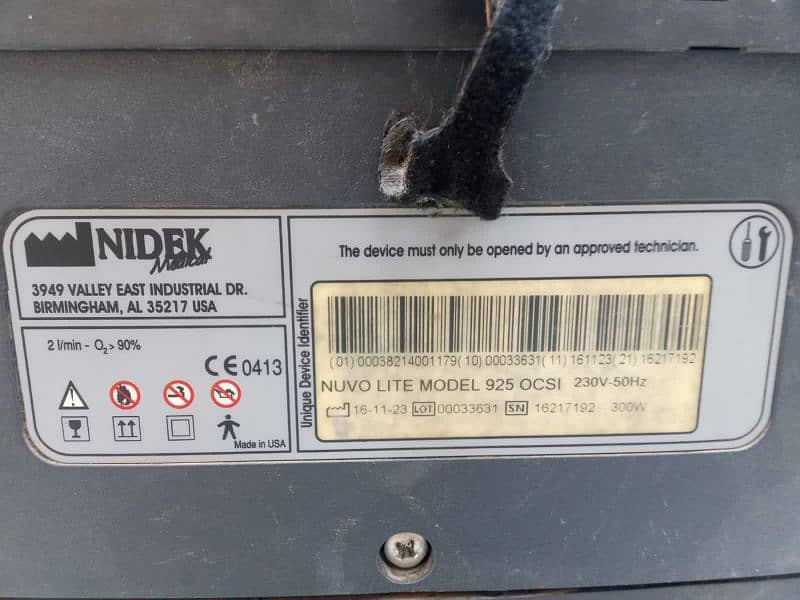 NIDEK
Medical
3949 VALLEY EAST INDUSTRIAL DR.
BIRMINGHAM, AL 35217 USA
2 l/min - O₂ > 90%
CE 0413
Made in USA
The device must only be opened by an approved technician.
Unique Device Identifier
(01)00038214001179(10)00033631(11)161123(21)16217192
NUVO LITE MODEL 925 OCSI 230V-50Hz
16-11-23 LOT 00033631 SN 16217192 300W